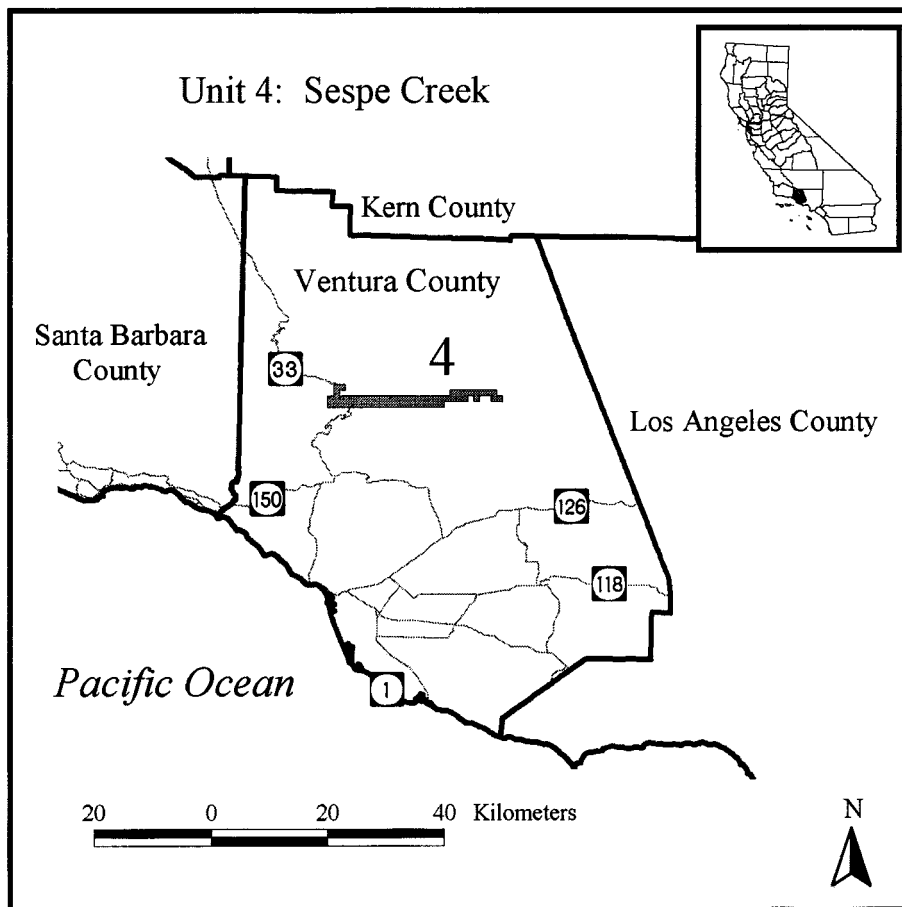 Unit 4: Sespe Creek
Kern County
Ventura County
Santa Barbara
County
33
4
Los Angeles County
150
126
118
Pacific Ocean
1
20 0 20 40 Kilometers
N